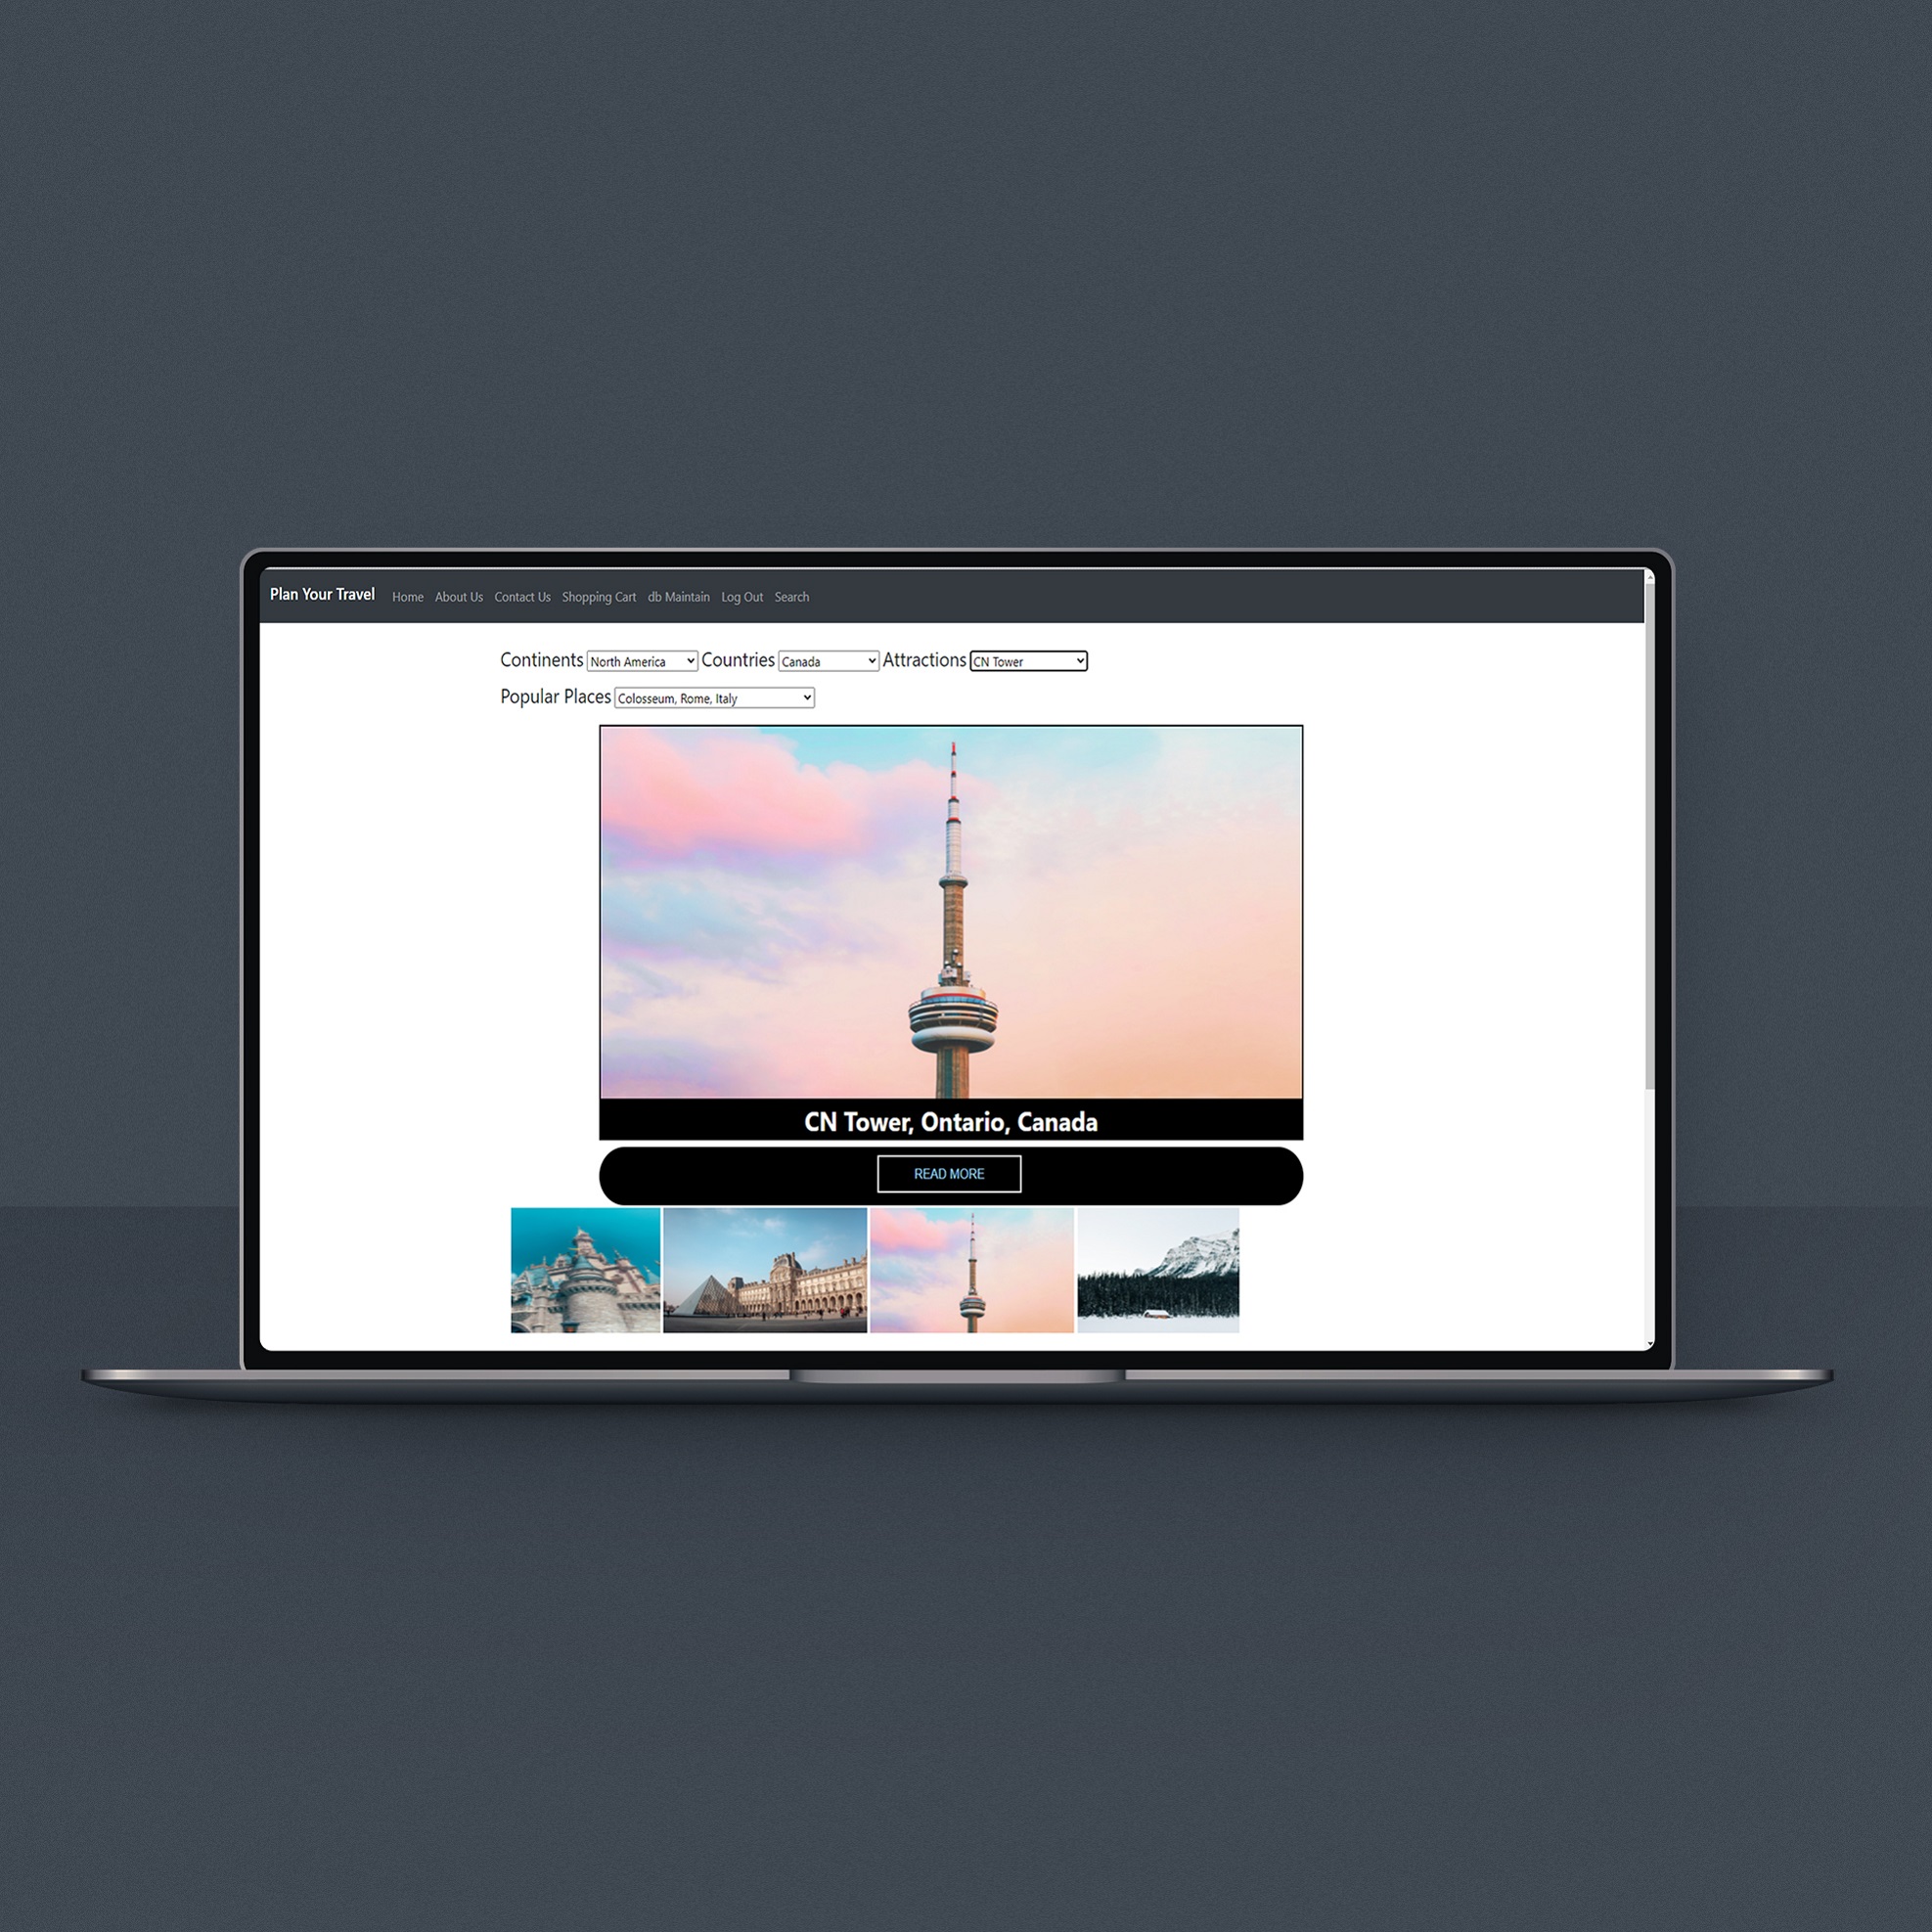 Plan Your Travel Home About Us Contact Us Shopping Cart db Maintain Log Out Search
Continents North America Countries Canada Attractions CN Tower
Popular Places Colosseum, Rome, Italy
CN Tower, Ontario, Canada
READ MORE